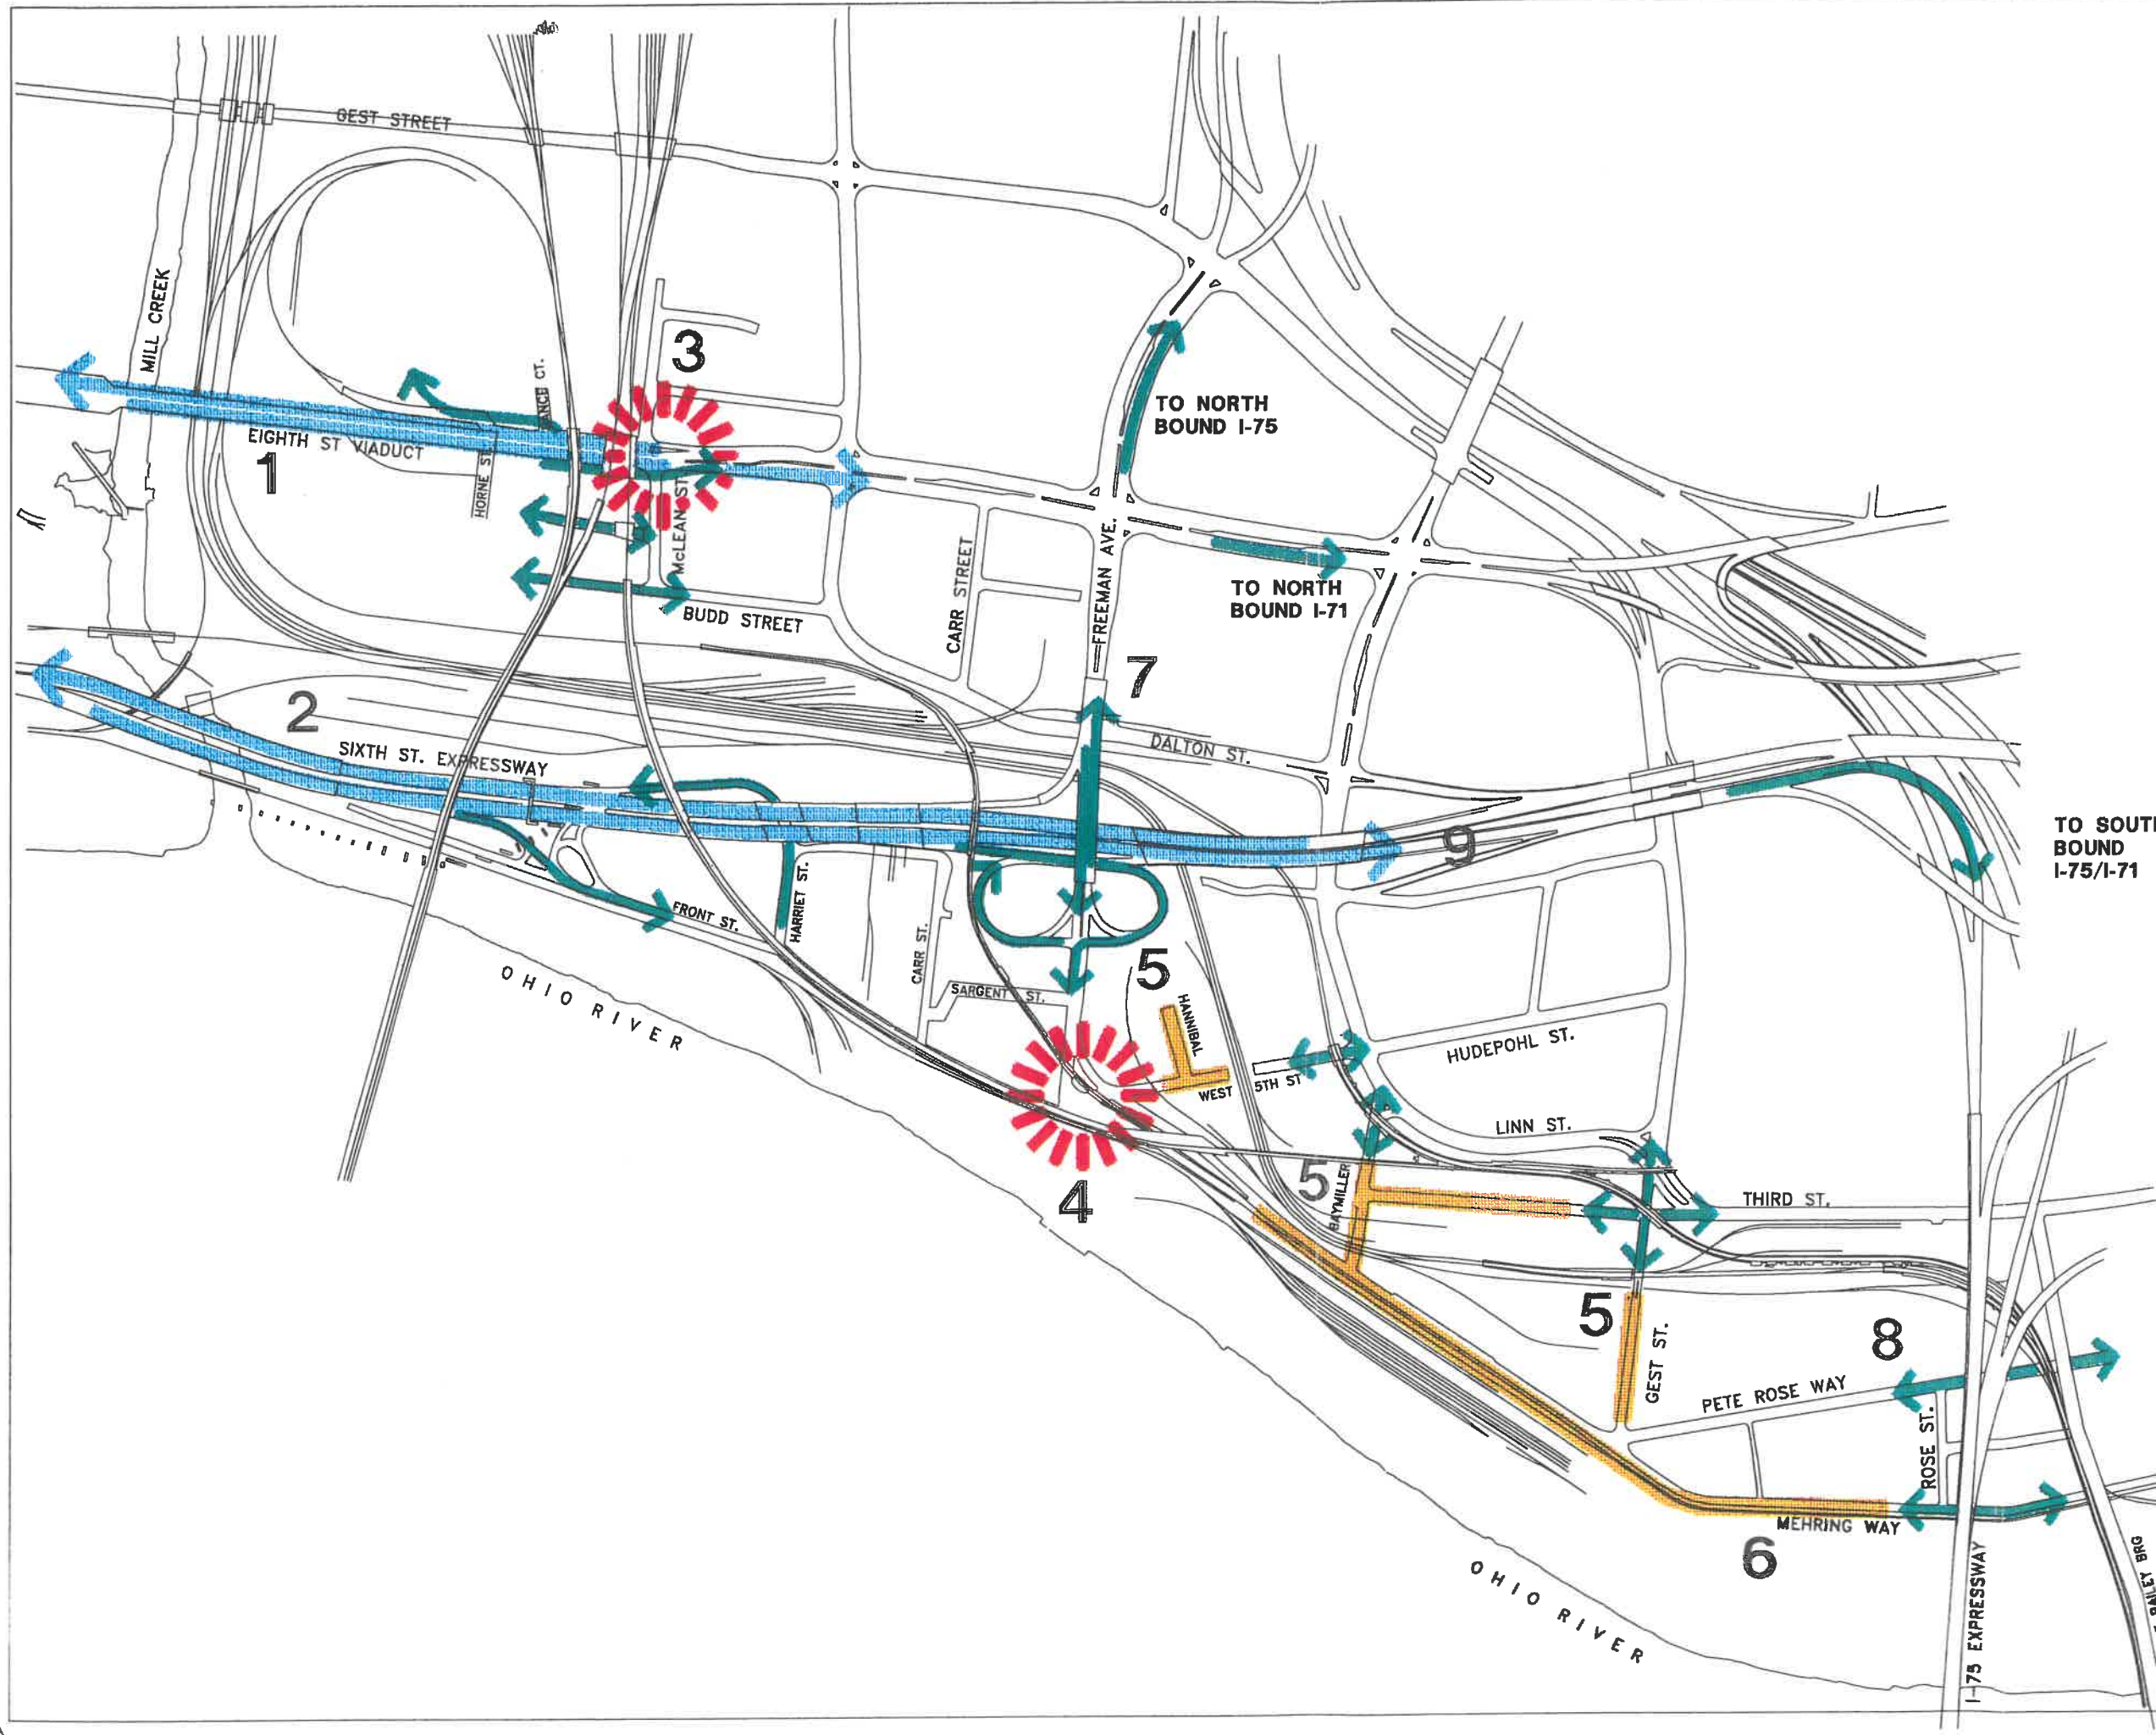 GEST STREET
MILL CREEK
3
TO NORTH
BOUND I-75
EIGHTH ST VIADUCT
1
HORNE ST.
McLEAN ST.
CARR STREET
FREEMAN AVE.
TO NORTH
BOUND I-71
BUDD STREET
7
2
SIXTH ST. EXPRESSWAY
DALTON ST.
9
BOUND
I-75/I-71
FRONT ST.
HARRIET ST.
CARR ST.
SARGENT ST.
5
HANNIBAL
OHIO RIVER
WEST 5TH ST
HUDEPOHL ST.
LINN ST.
4
5
BAYMILLER
THIRD ST.
5
GEST ST.
8
PETE ROSE WAY
ROSE ST.
MEHRING WAY
6
OHIO RIVER
I-75 EXPRESSWAY
BRG